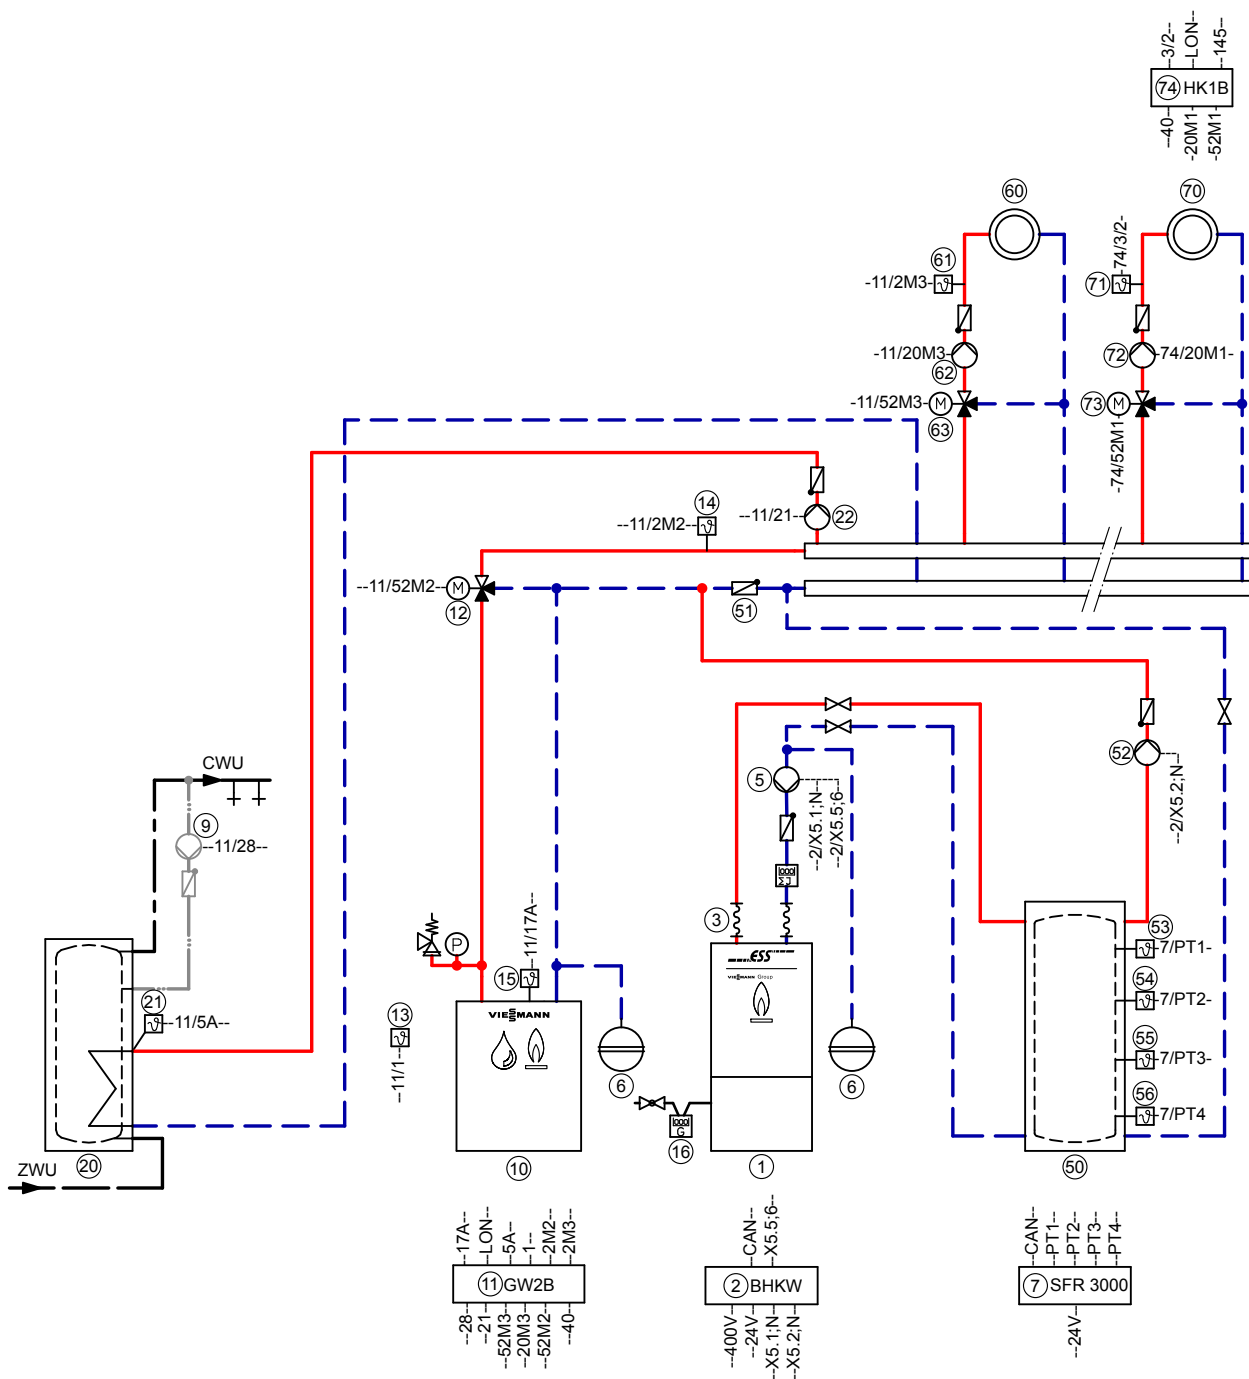 --3/2--
--LON--
--145--
74 HK1B
--40--
-20M1-
-52M1-
60
70
61
-11/2M3-
71
-74/3/2-
-11/20M3-
62
72
-74/20M1-
-11/52M3-
M
63
73
M
-74/52M1-
14
--11/2M2--
--11/21--
22
--11/52M2--
M
12
51
CWU
9
--11/28--
5
--2/X5.1;N--
--2/X5.5;6--
52
--2/X5.2;N--
3
P
15
--11/17A--
21
--11/5A--
13
--11/1--
VIESMANN
ESS
VIESMANN Group
ΣJ
53
-7/PT1-
54
-7/PT2-
55
-7/PT3-
56
-7/PT4
6
6
G
16
ZWU
20
10
1
50
--17A--
--LON--
--5A--
--1--
--2M2--
--2M3--
11 GW2B
--28--
--21--
--52M3--
--20M3--
--52M2--
--40--
--CAN--
--X5.5;6--
2 BHKW
--400V--
--24V--
--X5.1;N--
--X5.2;N--
--CAN--
--PT1--
--PT2--
--PT3--
--PT4--
7 SFR 3000
--24V--